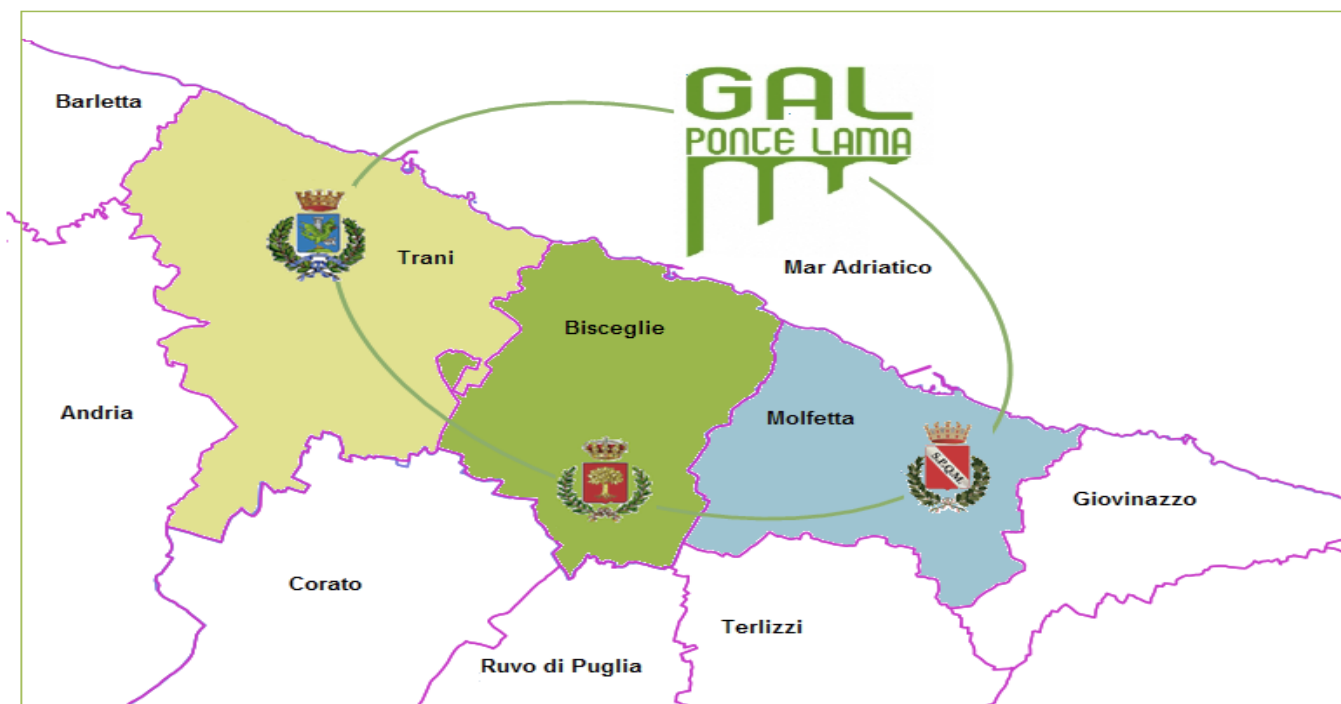 Barletta
GAL
PONTE LAMA
Trani
Mar Adriatico
Bisceglie
Andria
Molfetta
S.P.Q.M.
Giovinazzo
Corato
Terlizzi
Ruvo di Puglia